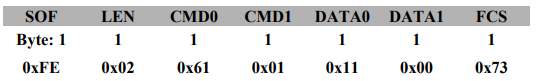 SOF LEN CMD0 CMD1 DATA0 DATA1 FCS
Byte: 1 1 1 1 1 1 1
0xFE 0x02 0x61 0x01 0x11 0x00 0x73